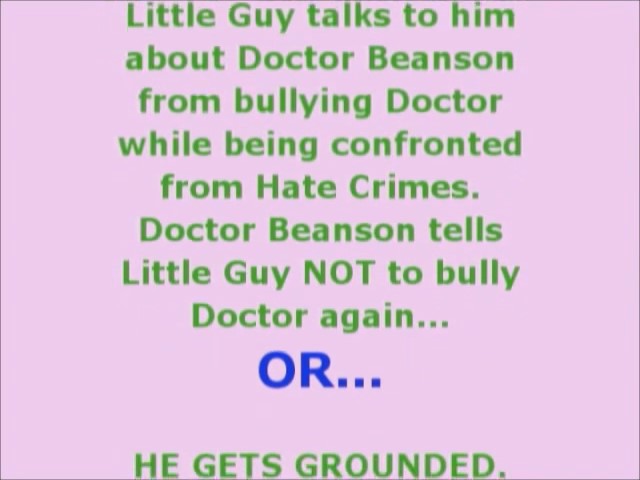 Little Guy talks to him
about Doctor Beanson
from bullying Doctor
while being confronted
from Hate Crimes.
Doctor Beanson tells
Little Guy NOT to bully
Doctor again...
OR...
HE GETS GROUNDED.